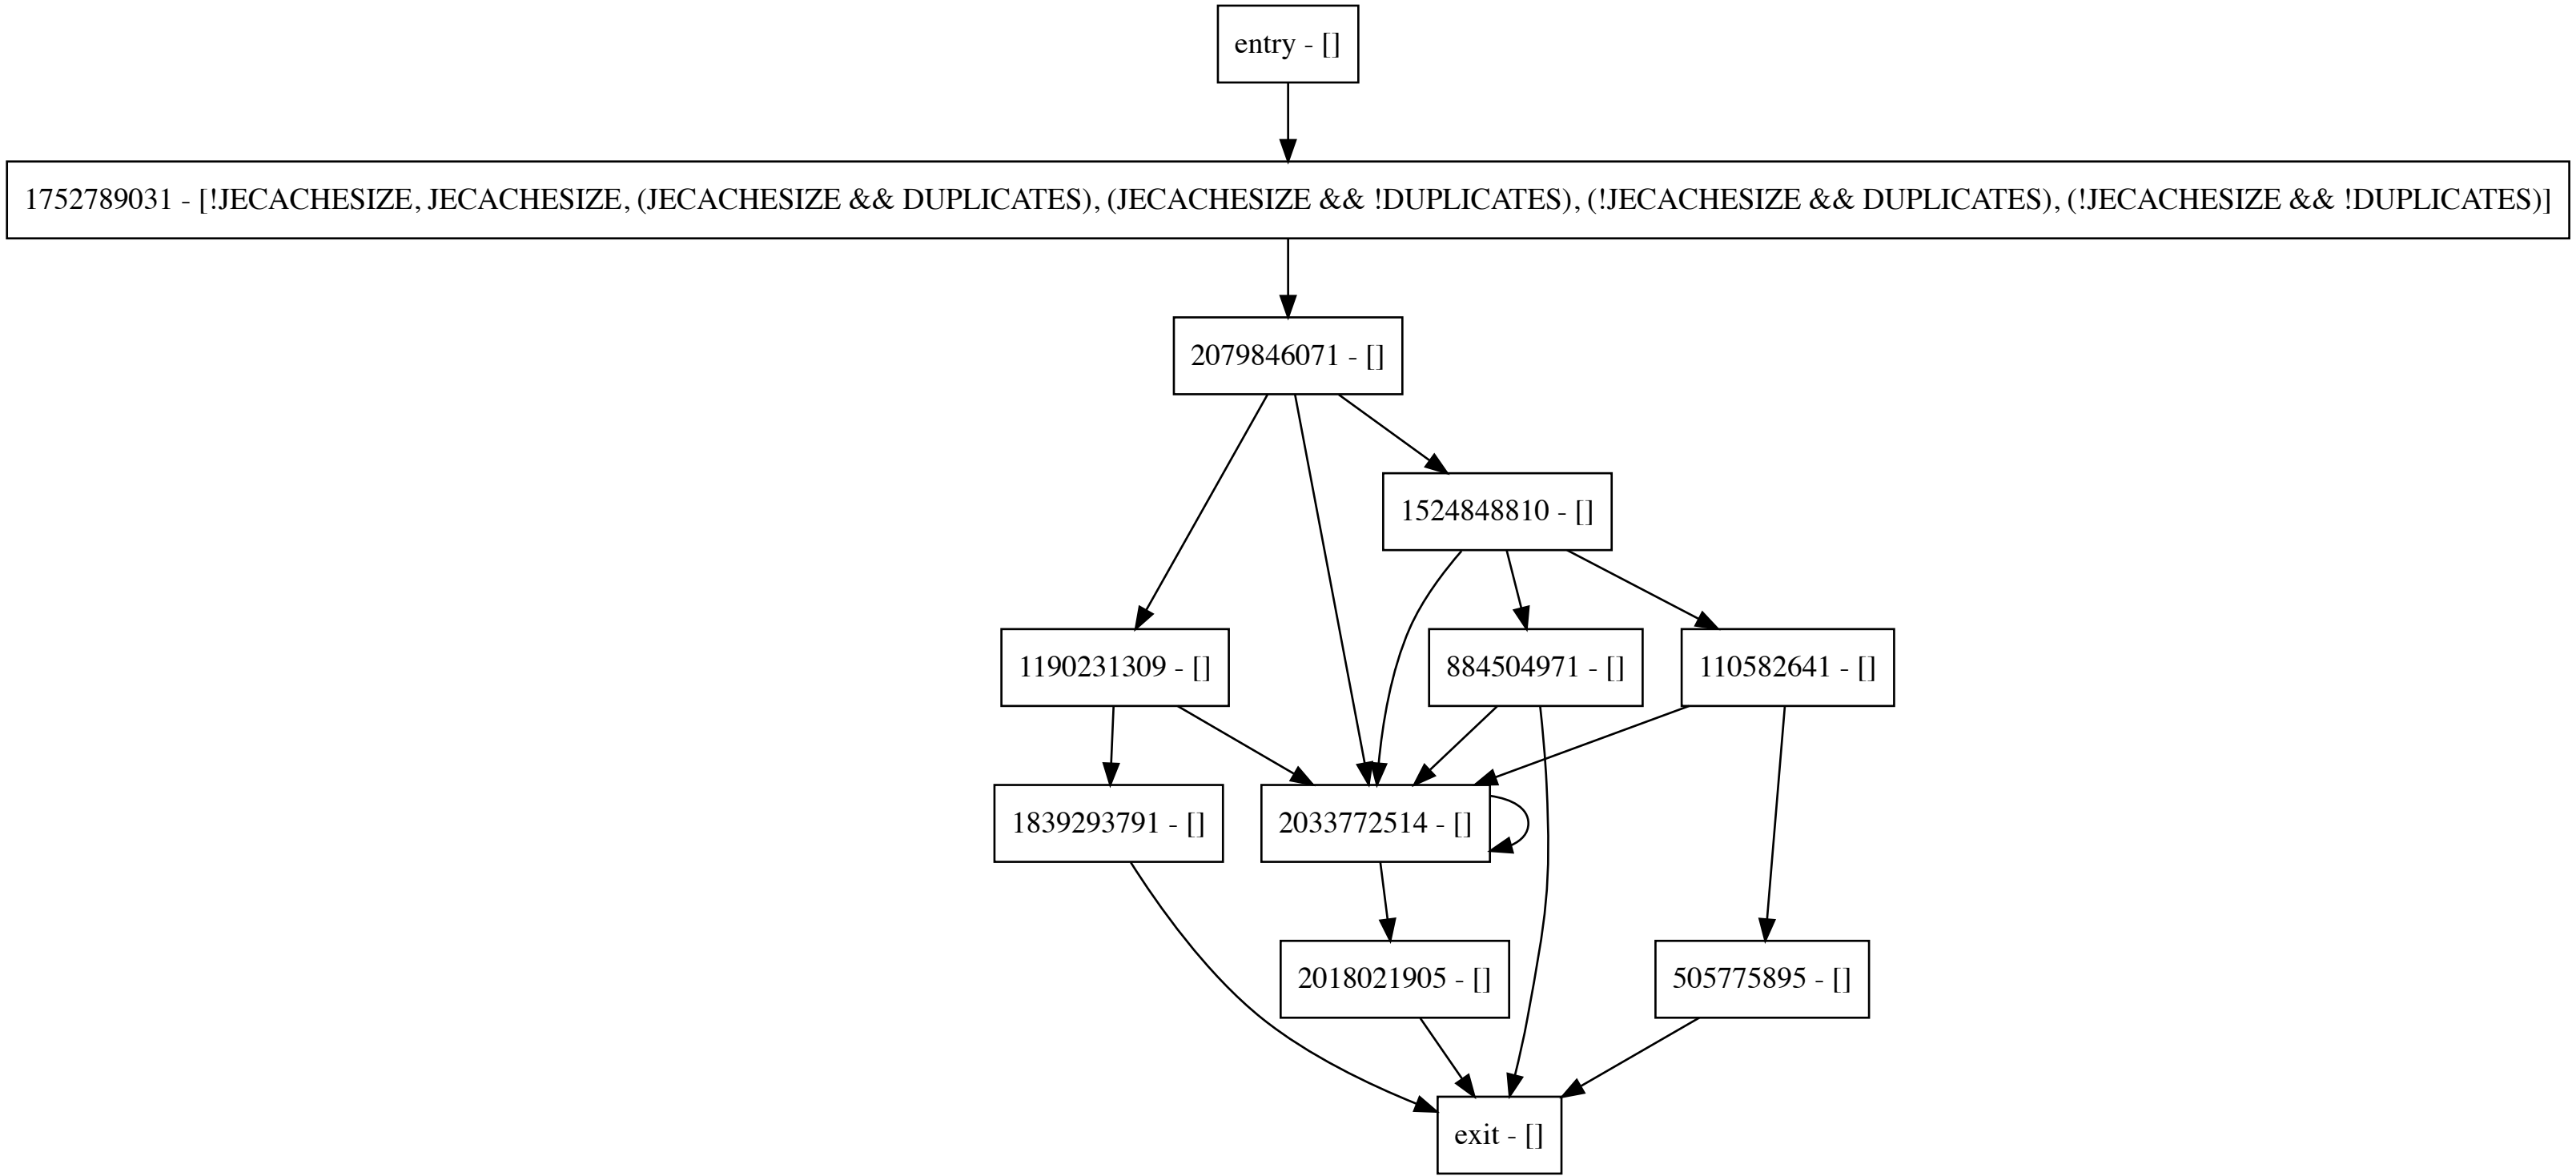 entry - []
1752789031 - [!JECACHESIZE, JECACHESIZE, (JECACHESIZE && DUPLICATES), (JECACHESIZE && !DUPLICATES), (!JECACHESIZE && DUPLICATES), (!JECACHESIZE && !DUPLICATES)]
2079846071 - []
1524848810 - []
1190231309 - []
884504971 - []
110582641 - []
1839293791 - []
2033772514 - []
2018021905 - []
505775895 - []
exit - []